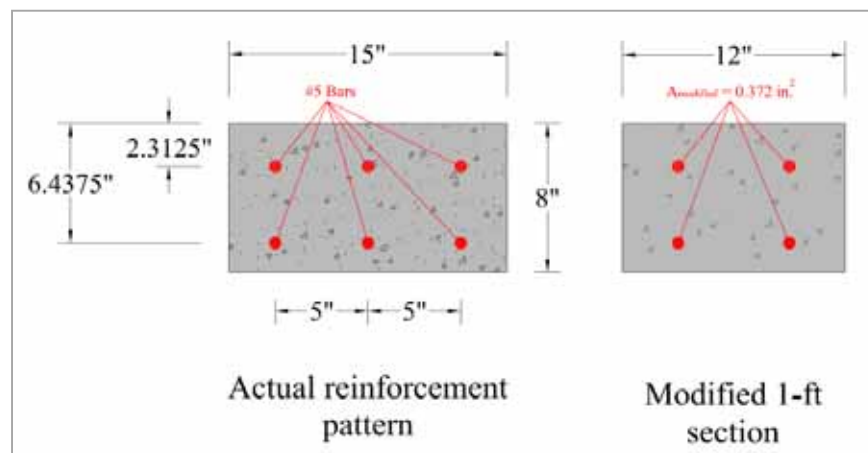 15"
12"
#5 Bars
Amodified = 0.372 in.²
2.3125"
6.4375"
8"
5"
5"
Actual reinforcement
pattern
Modified 1-ft
section